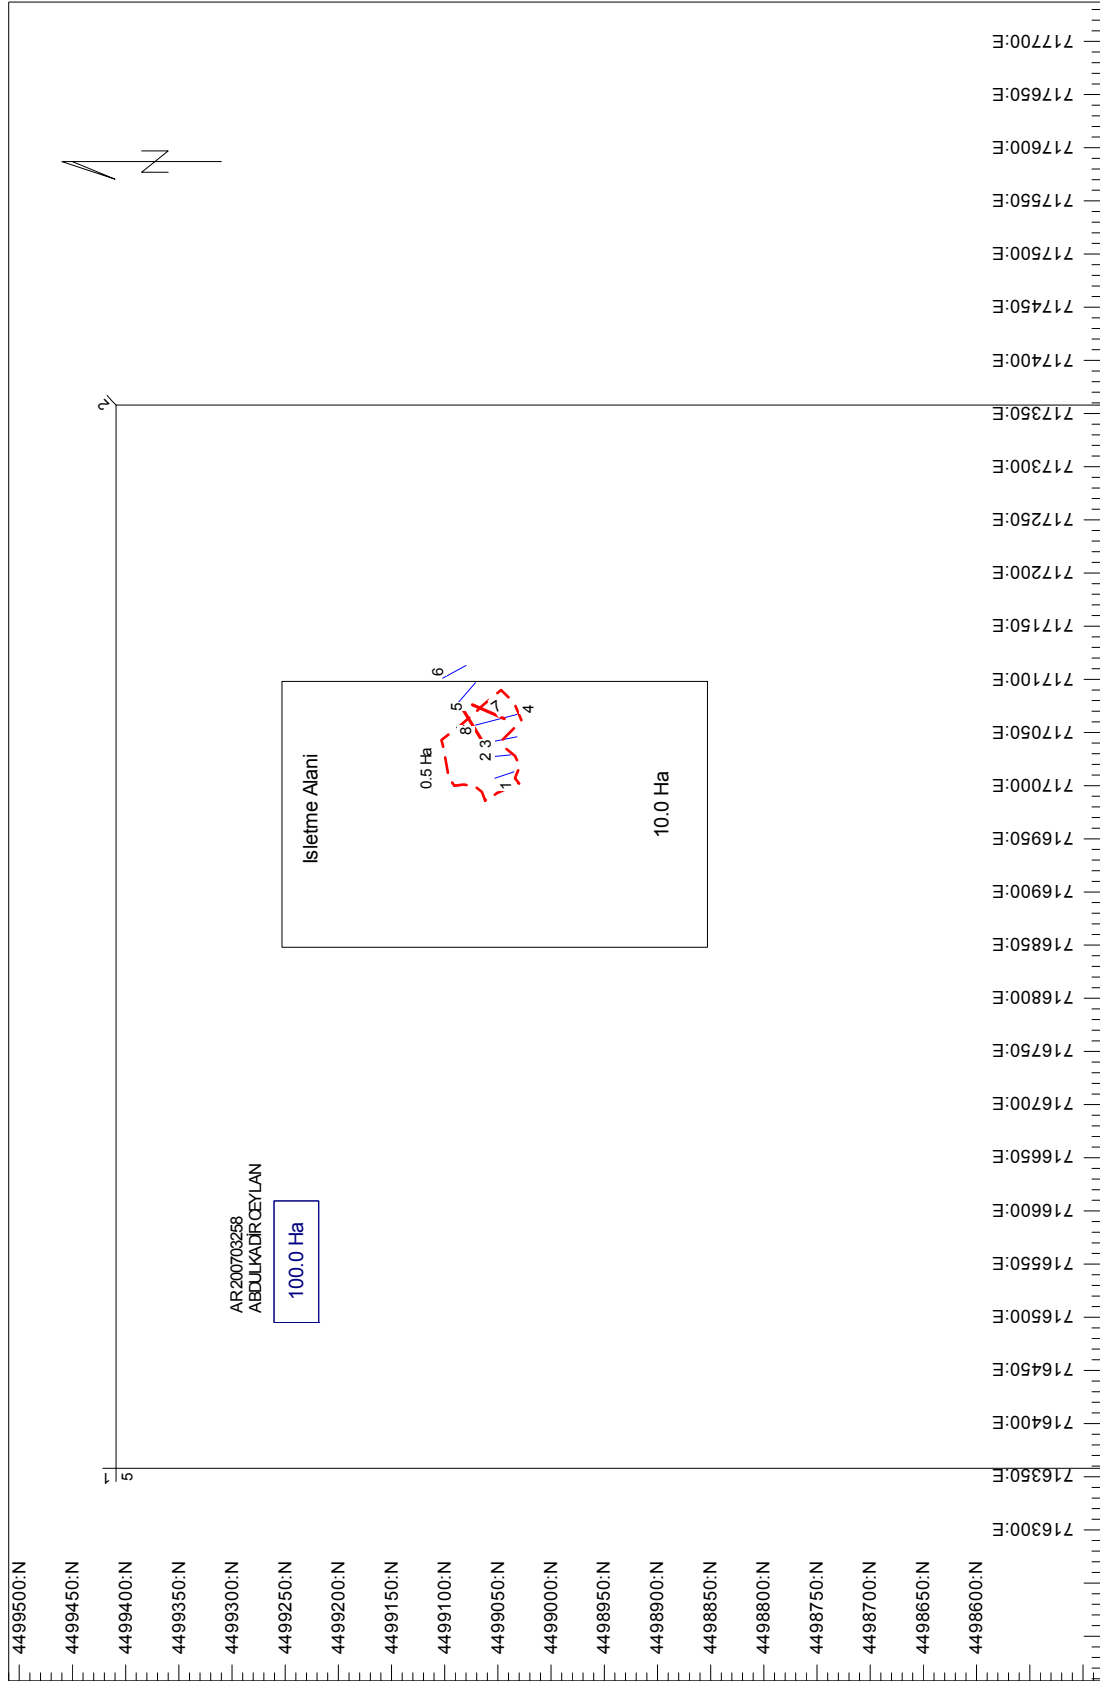 N
4499500:N
4499450:N
4499400:N
4499350:N
4499300:N
4499250:N
4499200:N
4499150:N
4499100:N
4499050:N
4499000:N
4498950:N
4498900:N
4498850:N
4498800:N
4498750:N
4498700:N
4498650:N
4498600:N
1
5
2
AR200703258
ABDULKADİR CEYLAN
100.0 Ha
Isletme Alani
0.5 Ha
10.0 Ha
1
2
3
4
5
6
7
8
716300:E
716350:E
716400:E
716450:E
716500:E
716550:E
716600:E
716650:E
716700:E
716750:E
716800:E
716850:E
716900:E
716950:E
717000:E
717050:E
717100:E
717150:E
717200:E
717250:E
717300:E
717350:E
717400:E
717450:E
717500:E
717550:E
717600:E
717650:E
717700:E